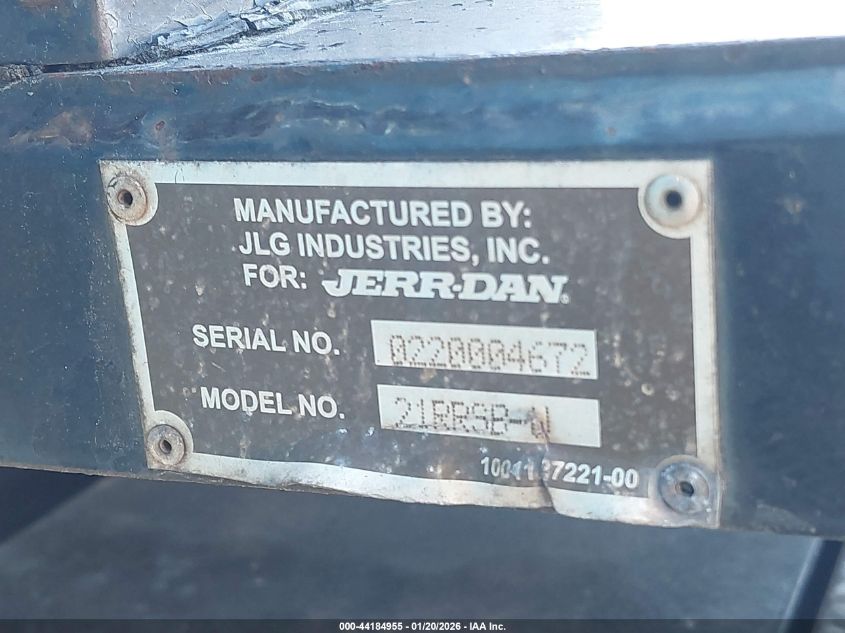 MANUFACTURED BY:
JLG INDUSTRIES, INC.
FOR: JERR-DAN®
SERIAL NO. 0220004672
MODEL NO.
000-44184955 - 01/20/2026 - IAA Inc.